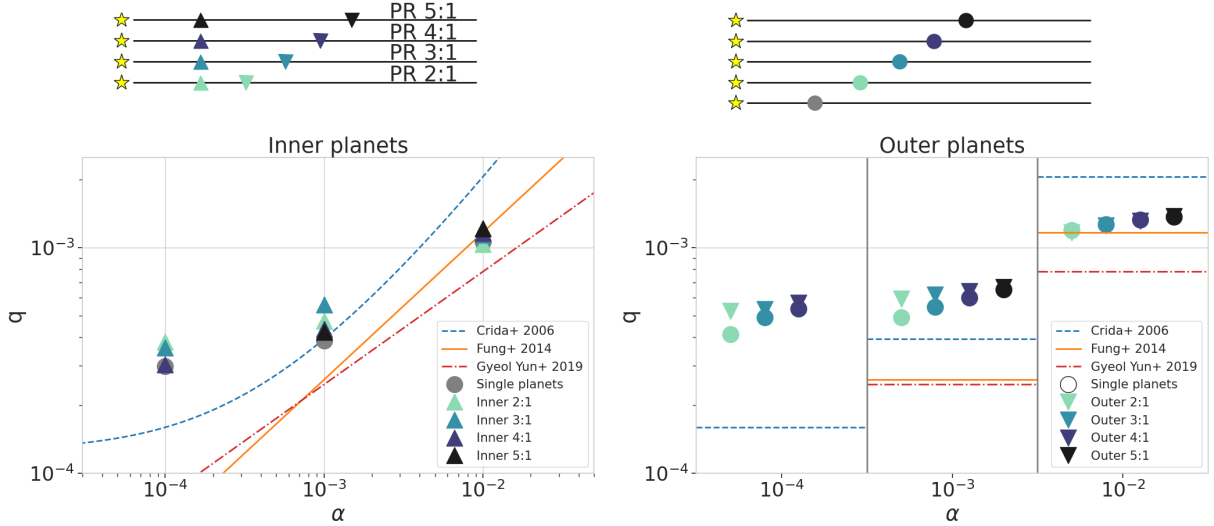 PR 5:1
PR 4:1
PR 3:1
PR 2:1
Inner planets
q
10⁻³
10⁻⁴
10⁻⁴
10⁻³
10⁻²
α
Crida+ 2006
Fung+ 2014
Gyeol Yun+ 2019
Single planets
Inner 2:1
Inner 3:1
Inner 4:1
Inner 5:1
Outer planets
q
10⁻³
10⁻⁴
10⁻⁴
10⁻³
10⁻²
α
Crida+ 2006
Fung+ 2014
Gyeol Yun+ 2019
Single planets
Outer 2:1
Outer 3:1
Outer 4:1
Outer 5:1